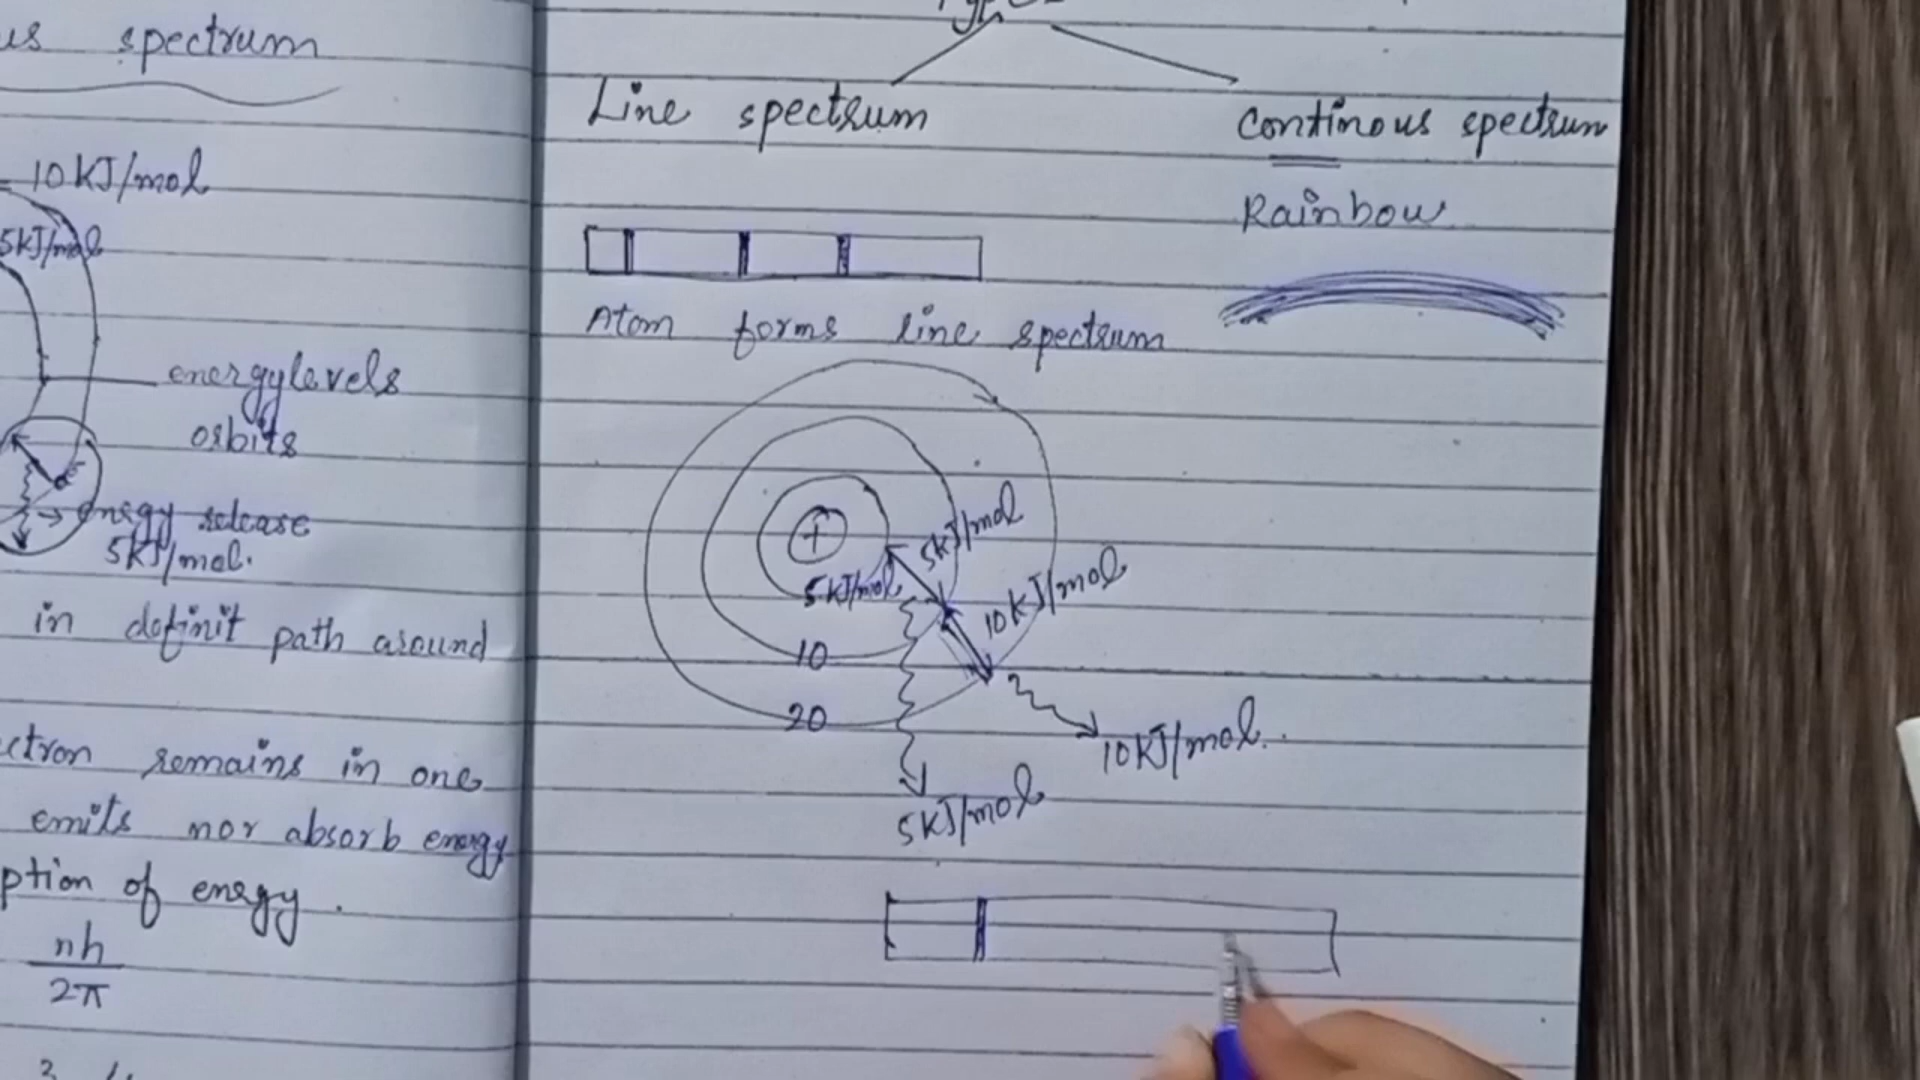 spectrum
10KJ/mol
5KJ/mol
energylevels
orbits
energy release
5KJ/mol.
in definit path around
remains in one
emits nor absorb energy
of energy.
nh
2π
Line spectrum
Continous spectrum
Rainbow
Atom forms line spectrum
+
5KJ/mol
5KJ/mol
10KJ/mol
10
20
10KJ/mol.
5KJ/mol